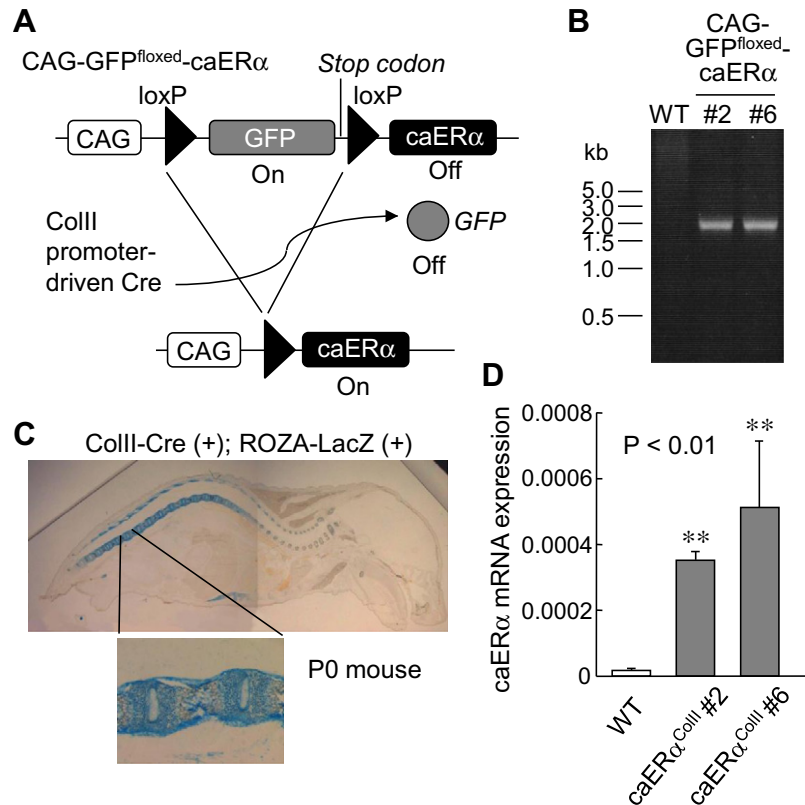 A
CAG-GFPfloxed-caERα
Stop codon
loxP
loxP
CAG
GFP
caERα
On
Off
ColII
promoter-
driven Cre
GFP
Off
CAG
caERα
On
B
CAG-
GFPfloxed-
caERα
WT #2 #6
kb
5.0
3.0
2.0
1.5
1.0
0.5
C
ColII-Cre (+); ROZA-LacZ (+)
P0 mouse
D
P < 0.01
caERα mRNA expression
0.0008
0.0006
0.0004
0.0002
0
**
**
WT
caERαColII #2
caERαColII #6